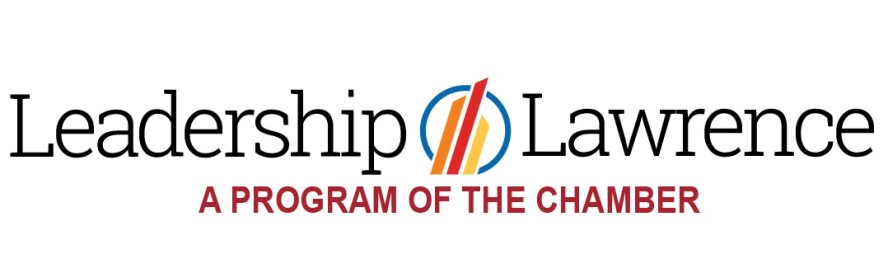 Leadership Lawrence
A PROGRAM OF THE CHAMBER